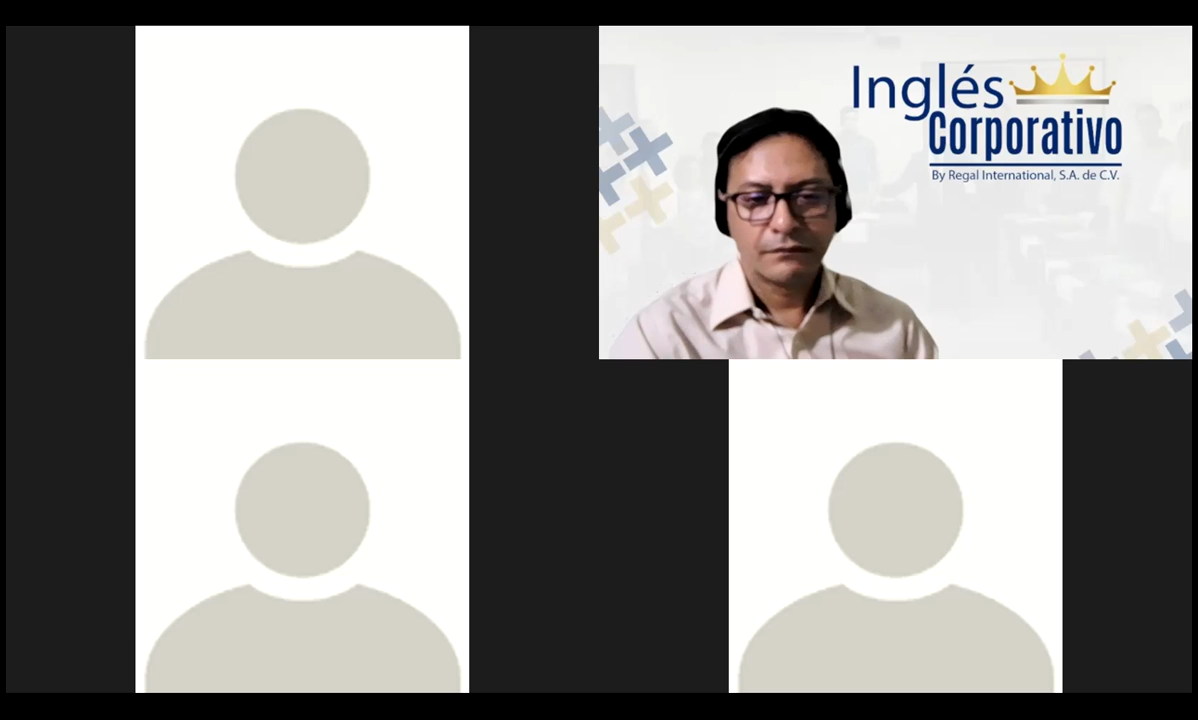 Inglés
Corporativo
By Regal International, S.A. de C.V.